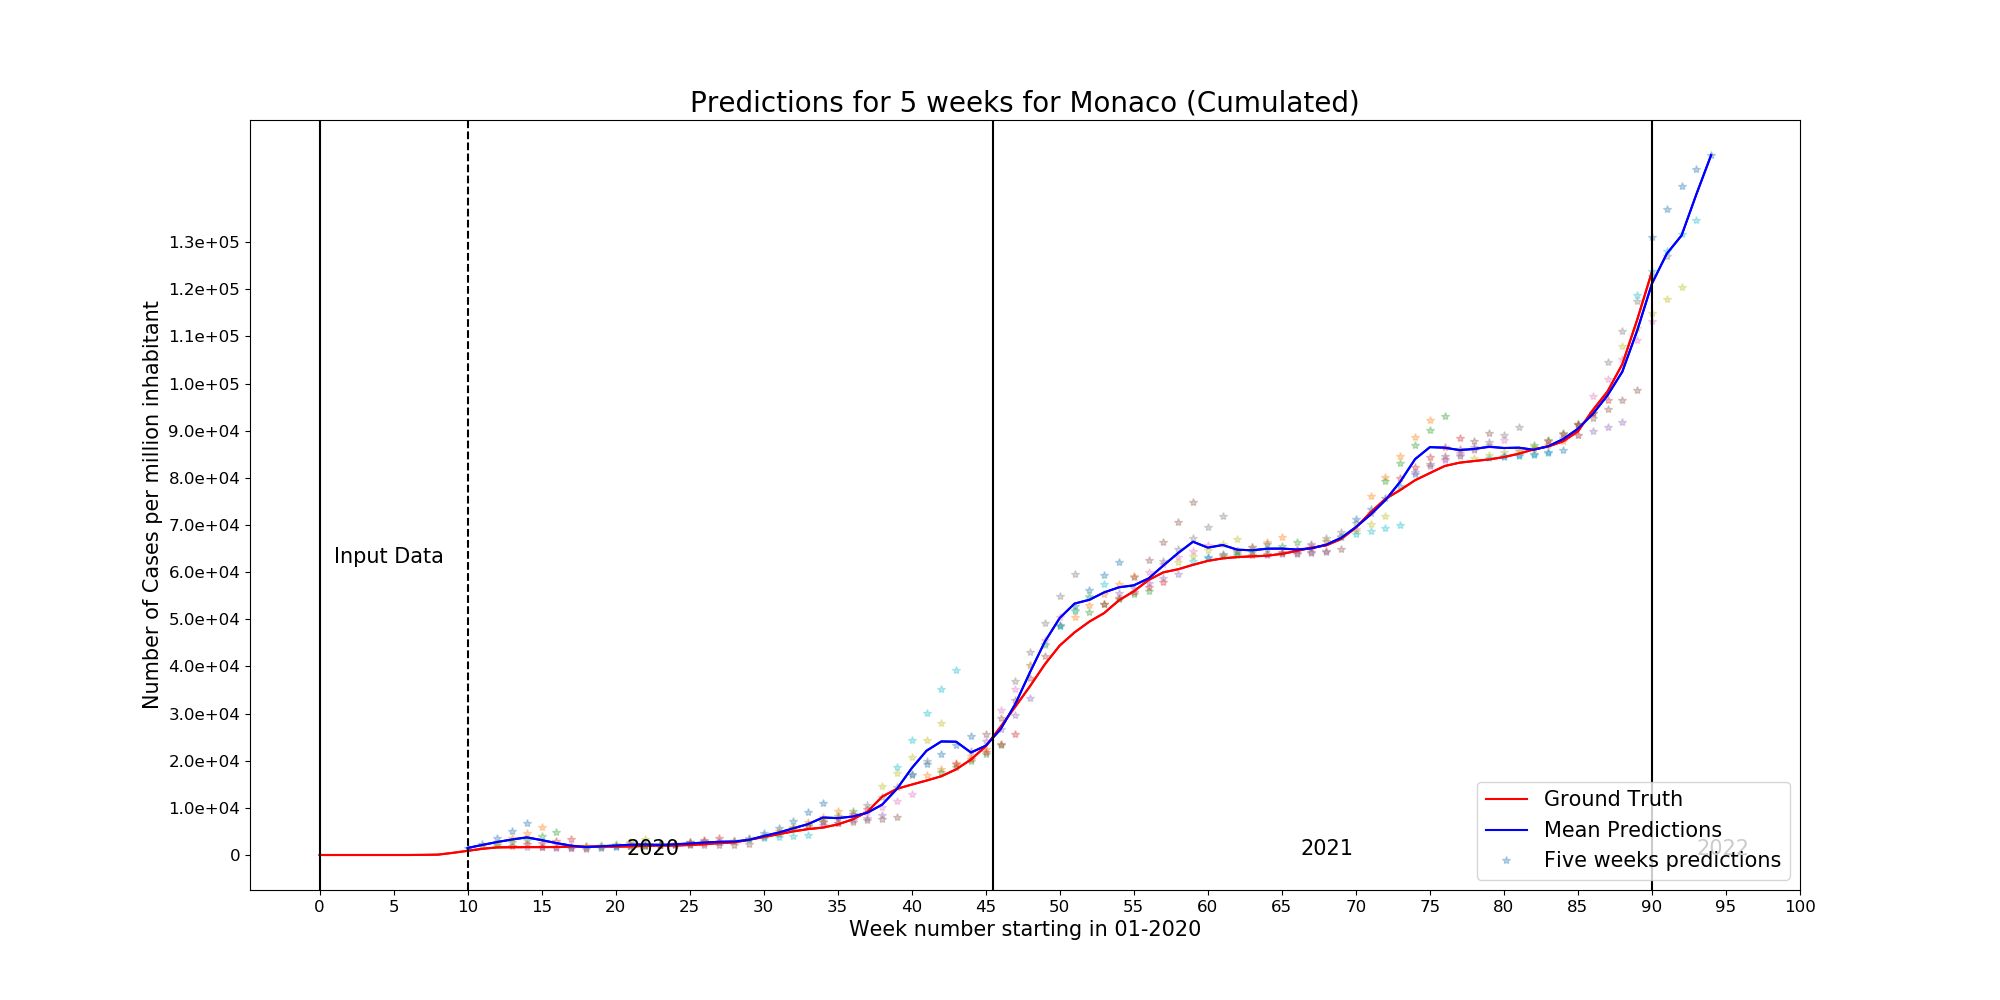 Predictions for 5 weeks for Monaco (Cumulated)
Number of Cases per million inhabitant
1.3e+05
1.2e+05
1.1e+05
1.0e+05
9.0e+04
8.0e+04
7.0e+04
6.0e+04
5.0e+04
4.0e+04
3.0e+04
2.0e+04
1.0e+04
0
Input Data
2020
2021
2022
Ground Truth
Mean Predictions
Five weeks predictions
0 5 10 15 20 25 30 35 40 45 50 55 60 65 70 75 80 85 90 95 100
Week number starting in 01-2020